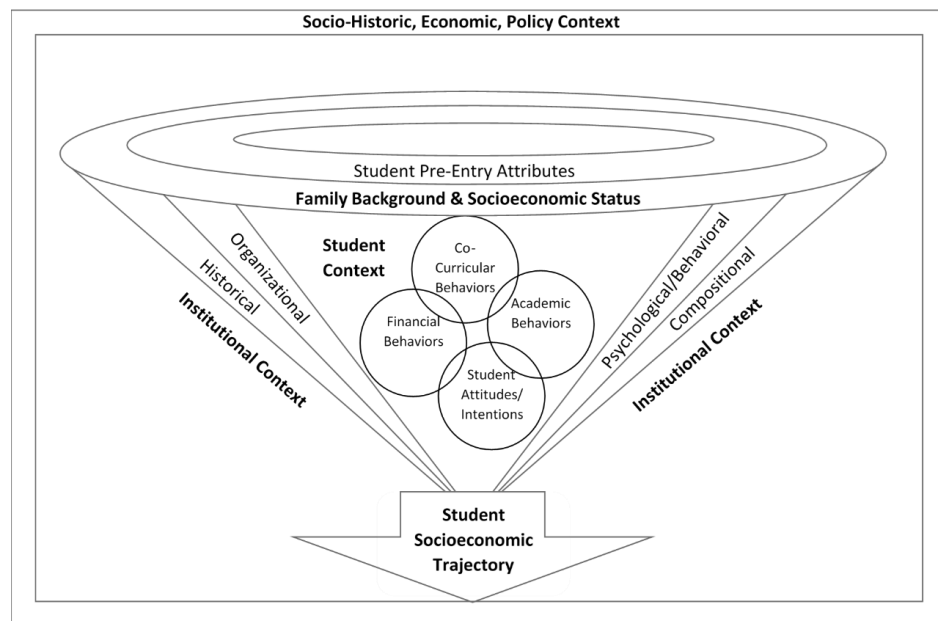 Socio-Historic, Economic, Policy Context
Student Pre-Entry Attributes
Family Background & Socioeconomic Status
Student
Context
Co-
Curricular
Behaviors
Academic
Behaviors
Financial
Behaviors
Student
Attitudes/
Intentions
Organizational
Historical
Institutional Context
Psychological/Behavioral
Compositional
Institutional Context
Student
Socioeconomic
Trajectory